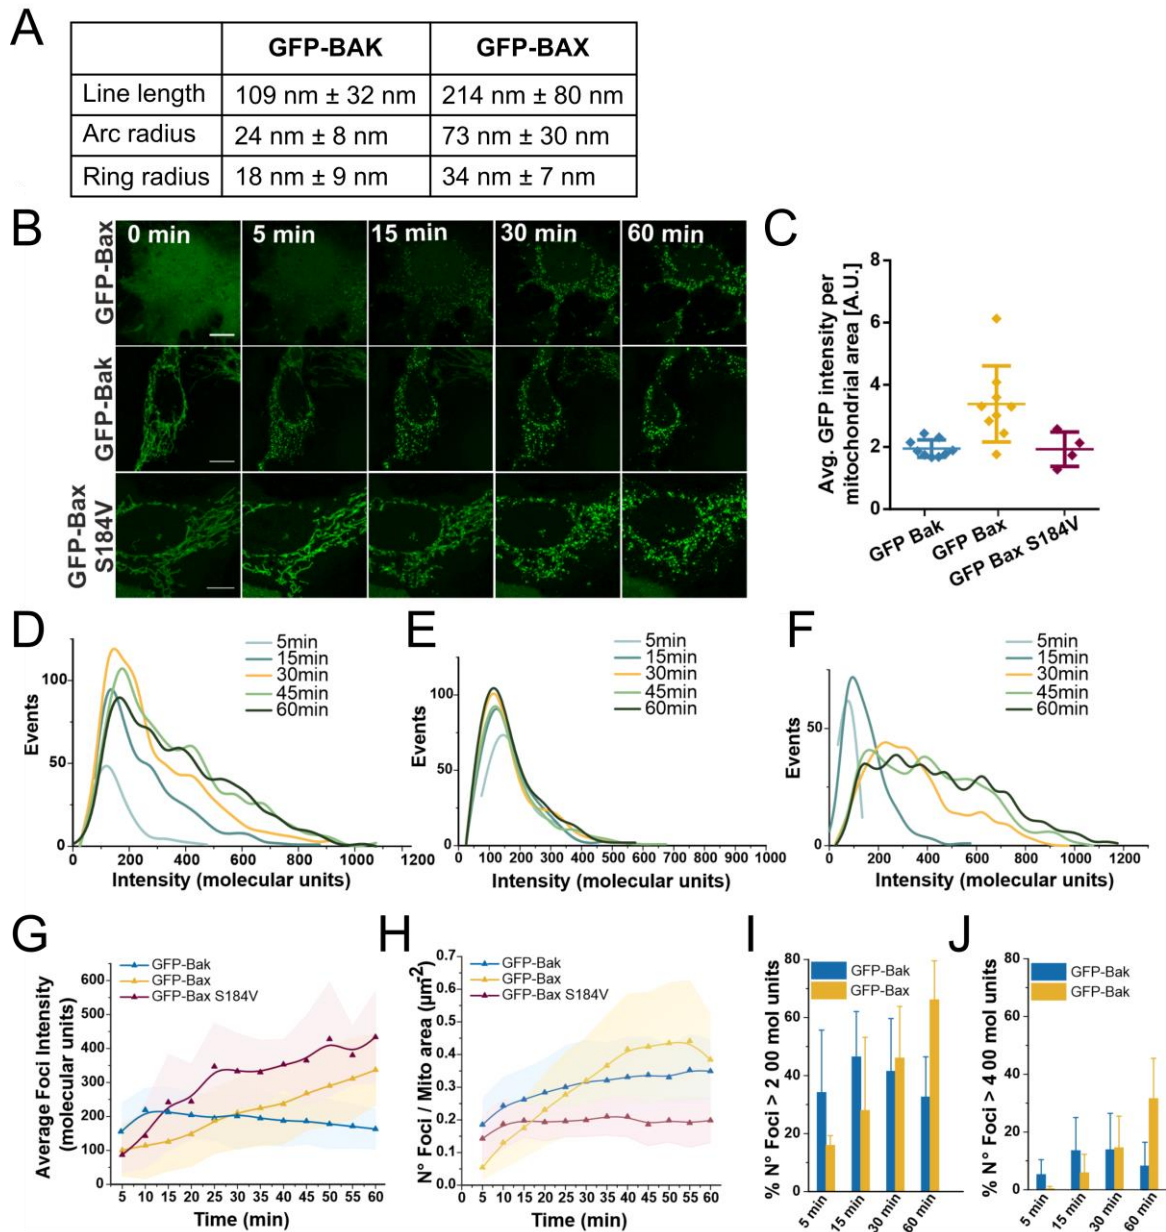 A
GFP-BAK GFP-BAX
Line length 109 nm ± 32 nm 214 nm ± 80 nm
Arc radius 24 nm ± 8 nm 73 nm ± 30 nm
Ring radius 18 nm ± 9 nm 34 nm ± 7 nm
B
0 min 5 min 15 min 30 min 60 min
GFP-Bax
GFP-Bak
GFP-Bax
S184V
C
Avg. GFP intensity per
mitochondrial area [A.U.]
8
6
4
2
0
GFP Bak GFP Bax GFP Bax S184V
D
Events
100
50
0
5min
15min
30min
45min
60min
0 200 400 600 800 1000 1200
Intensity (molecular units)
E
Events
100
50
0
5min
15min
30min
45min
60min
0 100 200 300 400 500 600 700 800 900 1000
Intensity (molecular units)
F
Events
50
0
5min
15min
30min
45min
60min
0 200 400 600 800 1000 1200
Intensity (molecular units)
G
Average Foci Intensity
(molecular units)
600
500
400
300
200
100
0
GFP-Bak
GFP-Bax
GFP-Bax S184V
5 10 15 20 25 30 35 40 45 50 55 60
Time (min)
H
N° Foci / Mito area (µm⁻²)
0.7
0.6
0.5
0.4
0.3
0.2
0.1
0
GFP-Bak
GFP-Bax
GFP-Bax S184V
5 10 15 20 25 30 35 40 45 50 55 60
Time (min)
I
% N° Foci > 2 00 mol units
80
60
40
20
0
GFP-Bak
GFP-Bax
5 min 15 min 30 min 60 min
J
% N° Foci > 4 00 mol units
80
60
40
20
0
GFP-Bak
GFP-Bak
5 min 15 min 30 min 60 min